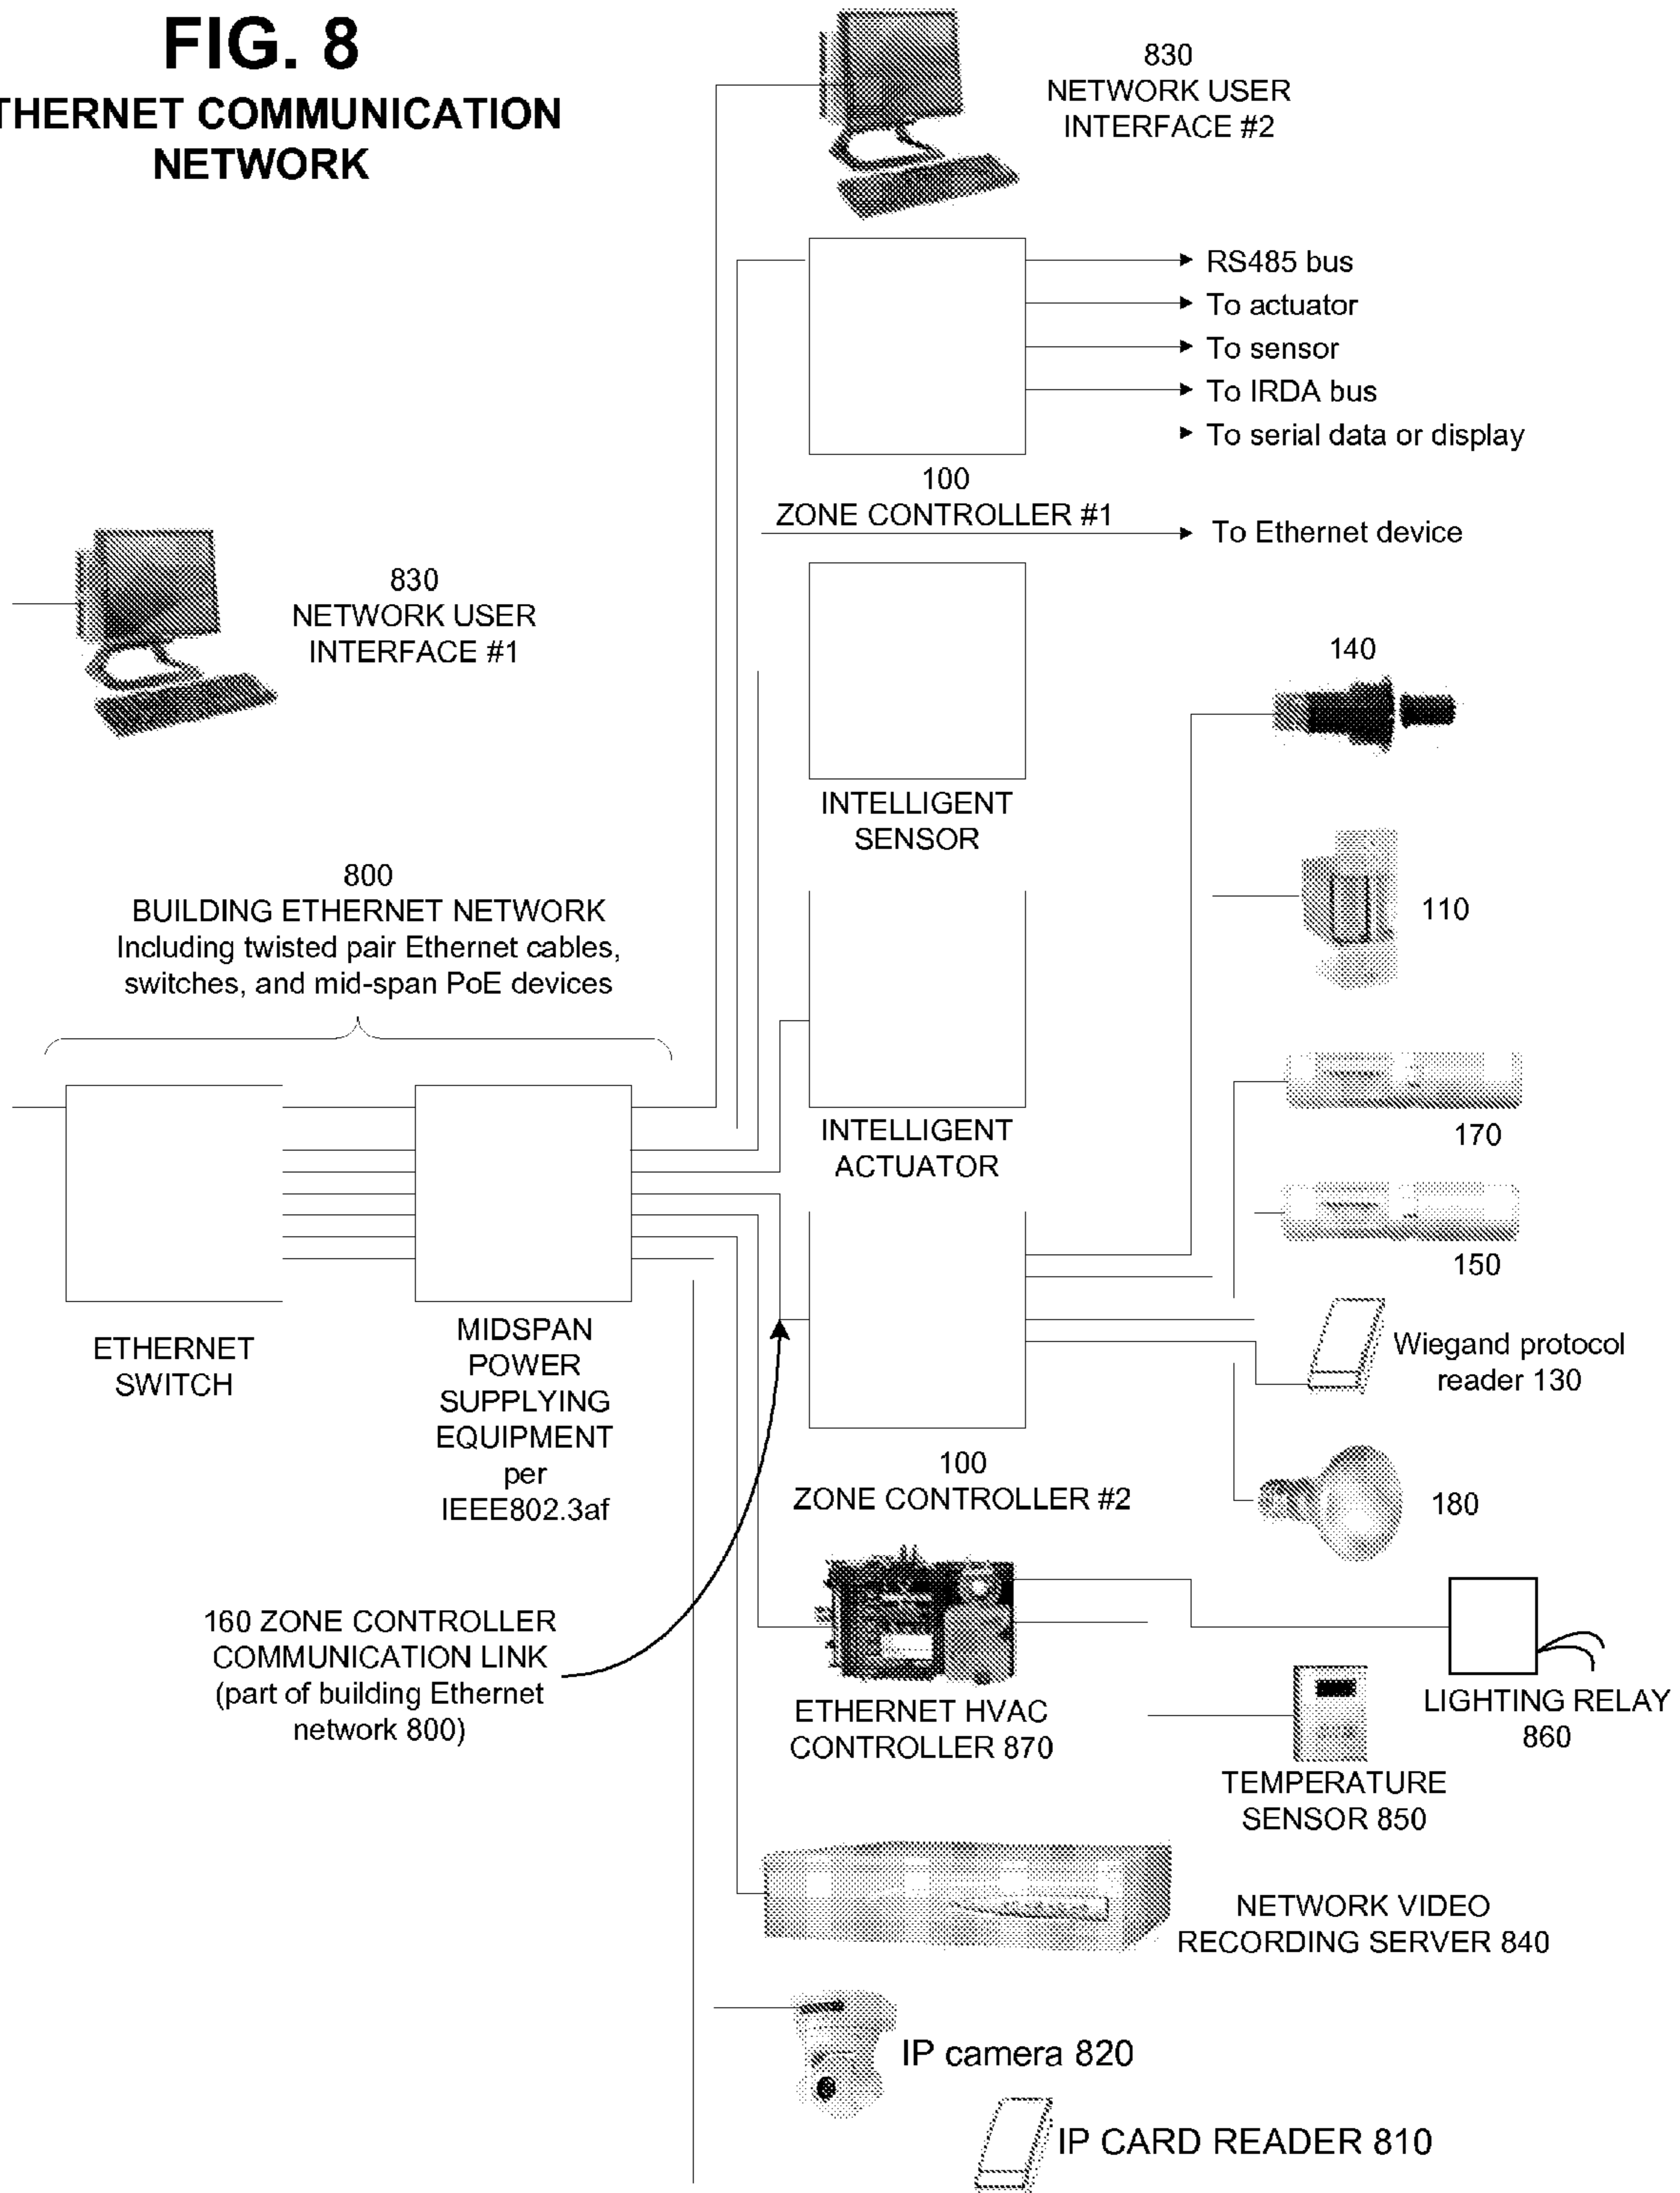 FIG. 8
THERNET COMMUNICATION
NETWORK
830
NETWORK USER
INTERFACE #2
RS485 bus
To actuator
To sensor
To IRDA bus
To serial data or display
100
ZONE CONTROLLER #1
To Ethernet device
830
NETWORK USER
INTERFACE #1
140
INTELLIGENT
SENSOR
110
800
BUILDING ETHERNET NETWORK
Including twisted pair Ethernet cables,
switches, and mid-span PoE devices
INTELLIGENT
ACTUATOR
170
150
ETHERNET
SWITCH
MIDSPAN
POWER
SUPPLYING
EQUIPMENT
per
IEEE802.3af
Wiegand protocol
reader 130
100
ZONE CONTROLLER #2
180
160 ZONE CONTROLLER
COMMUNICATION LINK
(part of building Ethernet
network 800)
ETHERNET HVAC
CONTROLLER 870
LIGHTING RELAY
860
TEMPERATURE
SENSOR 850
NETWORK VIDEO
RECORDING SERVER 840
IP camera 820
IP CARD READER 810